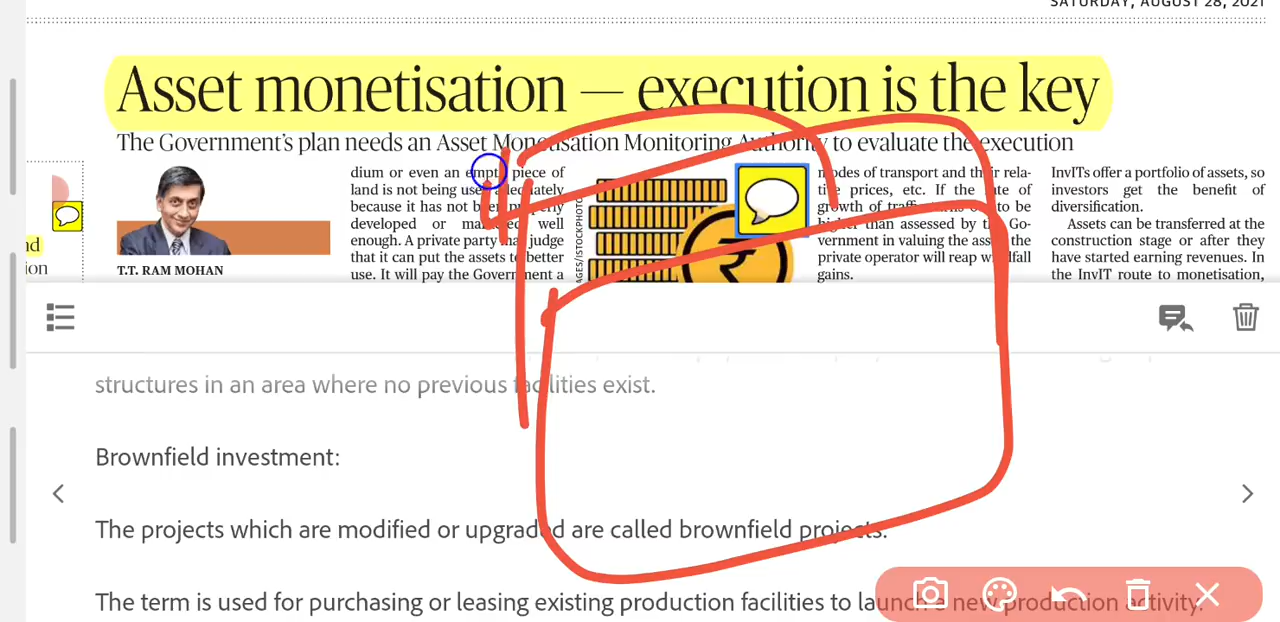 SATURDAY, AUGUST 28, 2021
Asset monetisation — execution is the key
The Government's plan needs an Asset Monetisation Monitoring Authority to evaluate the execution
nd
ion
T.T. RAM MOHAN
dium or even an empty piece of
land is not being used adequately
because it has not been properly
developed or marketed well
enough. A private party may judge
that it can put the assets to better
use. It will pay the Government a
AGES/ISTOCKPHOTO
modes of transport and their rela-
tive prices, etc. If the rate of
growth of traffic turns out to be
higher than assessed by the Go-
vernment in valuing the asset, the
private operator will reap windfall
gains.
InvITs offer a portfolio of assets, so
investors get the benefit of
diversification.
Assets can be transferred at the
construction stage or after they
have started earning revenues. In
the InvIT route to monetisation,
structures in an area where no previous facilities exist.
Brownfield investment:
The projects which are modified or upgraded are called brownfield projects.
The term is used for purchasing or leasing existing production facilities to launch a new production activity.